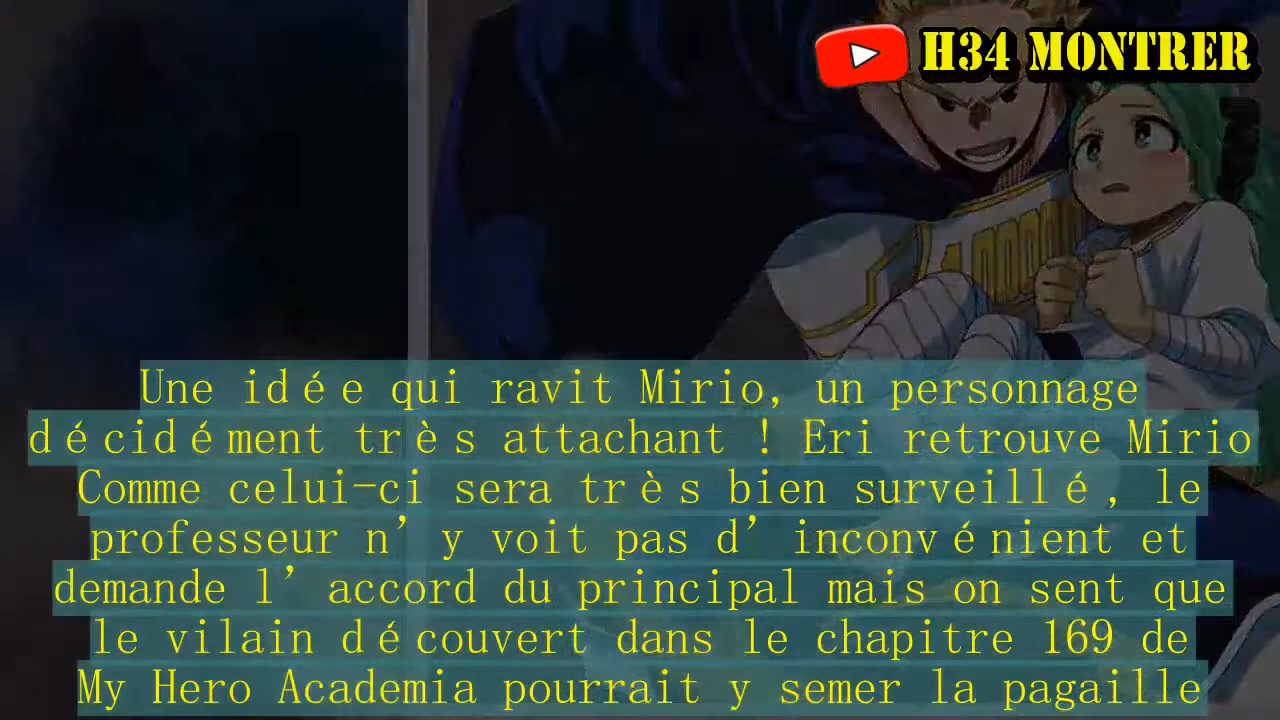 H34 MONTRER
Une idée qui ravit Mirio, un personnage
décidément très attachant ! Eri retrouve Mirio
Comme celui-ci sera très bien surveillé, le
professeur n’y voit pas d’inconvénient et
demande l’accord du principal mais on sent que
le vilain découvert dans le chapitre 169 de
My Hero Academia pourrait y semer la pagaille